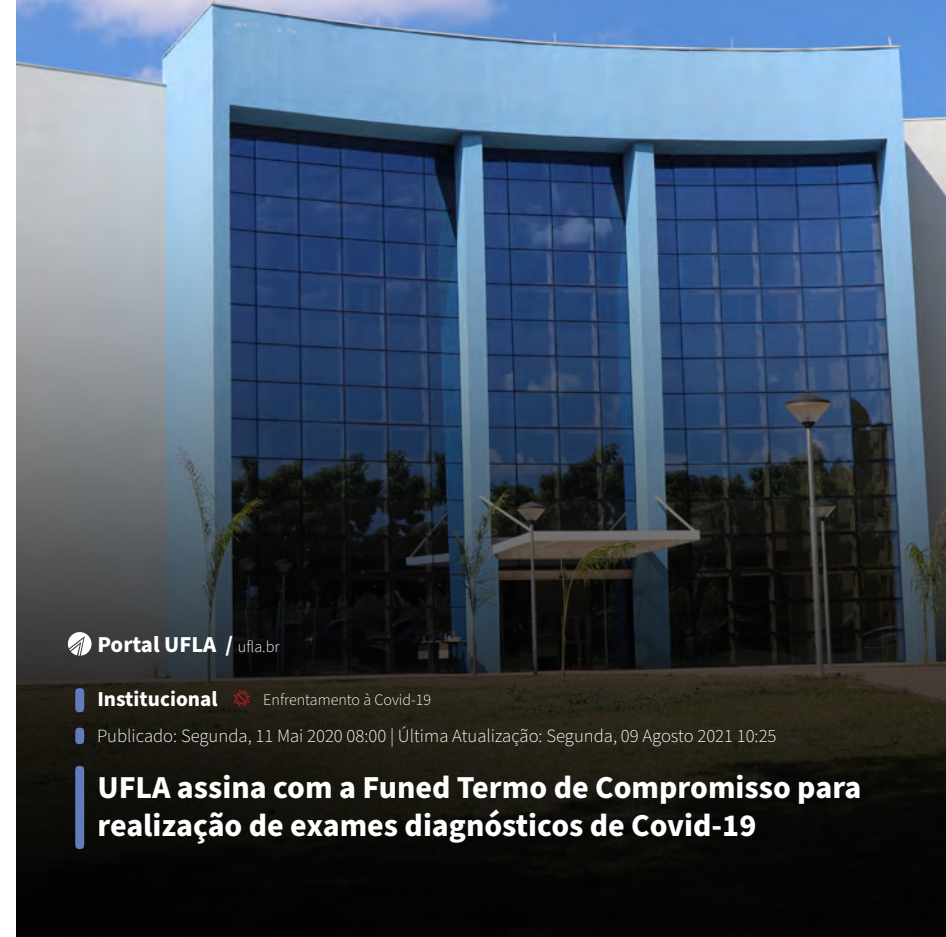 Portal UFLA / ufla.br
Institucional Enfrentamento à Covid-19
Publicado: Segunda, 11 Mai 2020 08:00 | Última Atualização: Segunda, 09 Agosto 2021 10:25
UFLA assina com a Funed Termo de Compromisso para
realização de exames diagnósticos de Covid-19